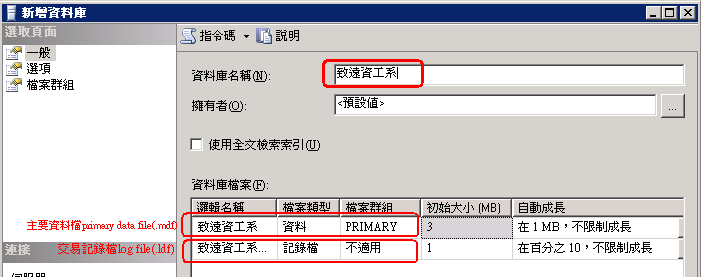 新增資料庫
選取頁面
一般
選項
檔案群組
指令碼
說明
資料庫名稱(N):
致遠資工系
擁有者(O):
<預設值>
...
使用全文檢索索引(U)
資料庫檔案(F):
邏輯名稱 檔案類型 檔案群組 初始大小 (MB) 自動成長
致遠資工系 資料 PRIMARY 3 在 1 MB,不限制成長
致遠資工系... 記錄檔 不適用 1 在百分之 10,不限制成長
主要資料檔primary data file(.mdf)
交易記錄檔log file(.ldf)
連接